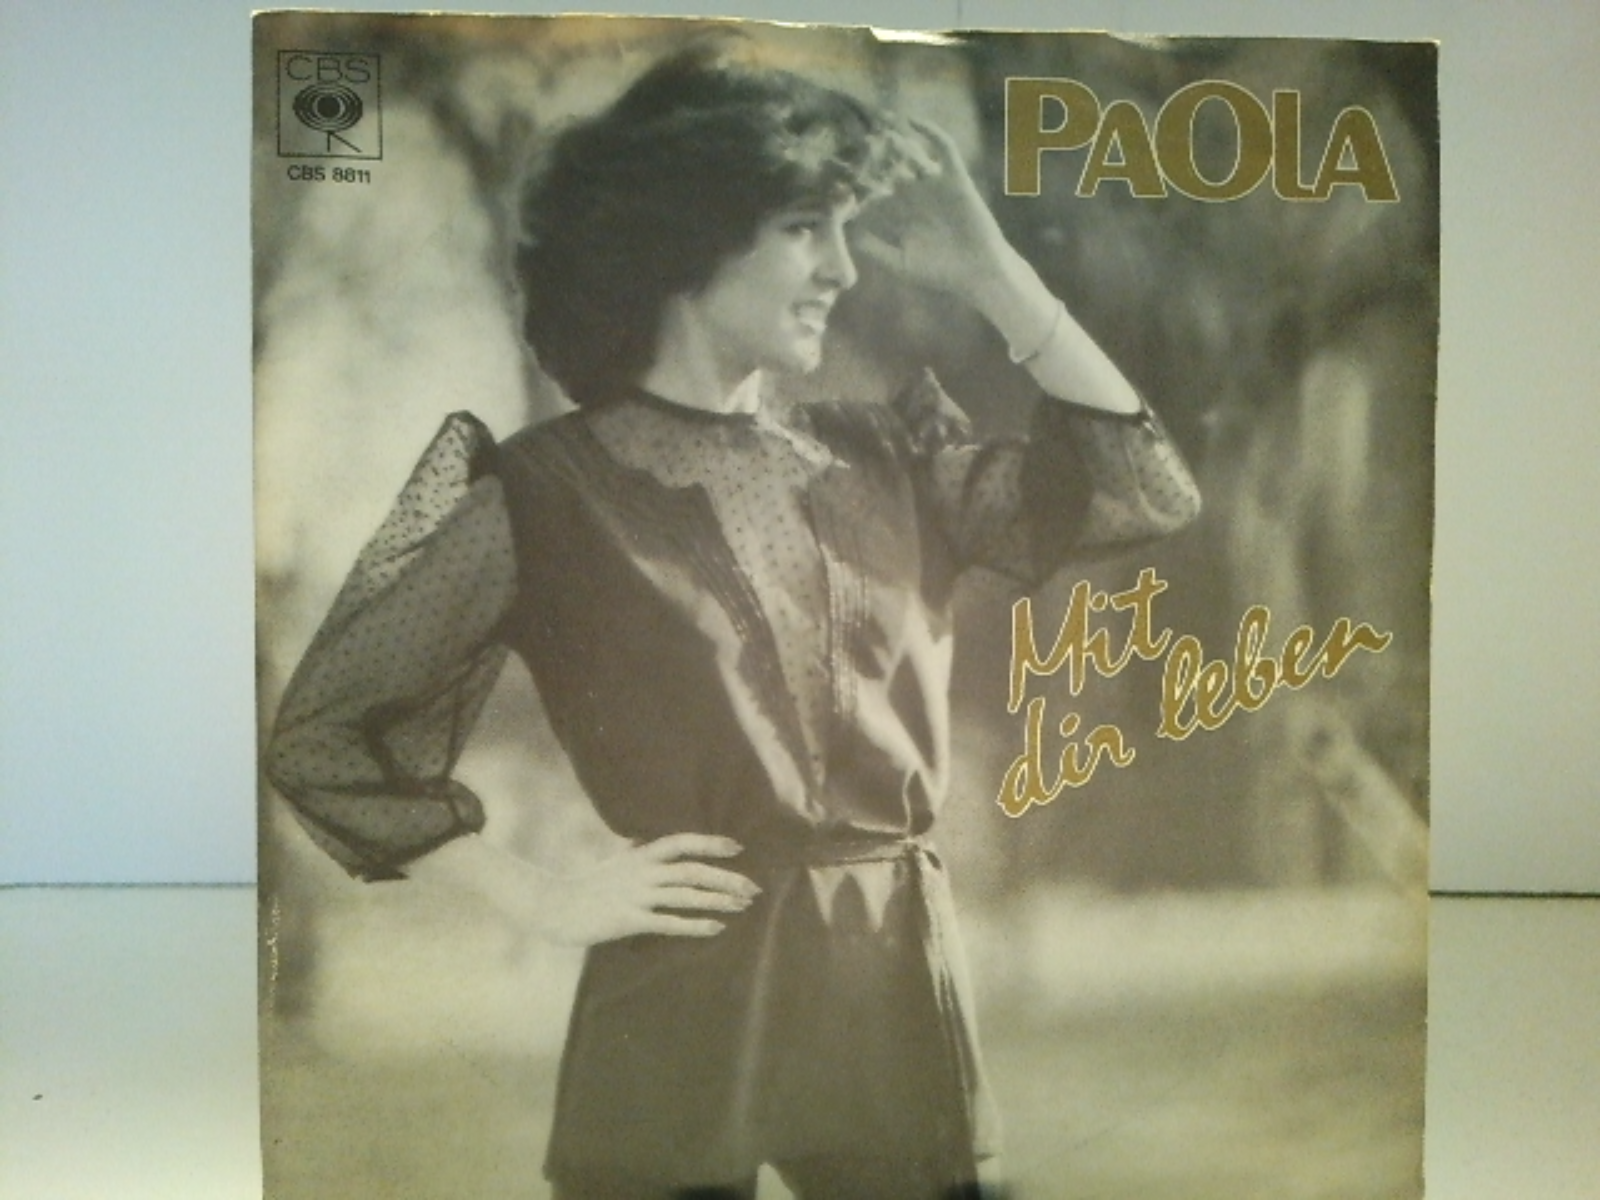 CBS
CBS 8811
PAOLA
Mit
dir leben